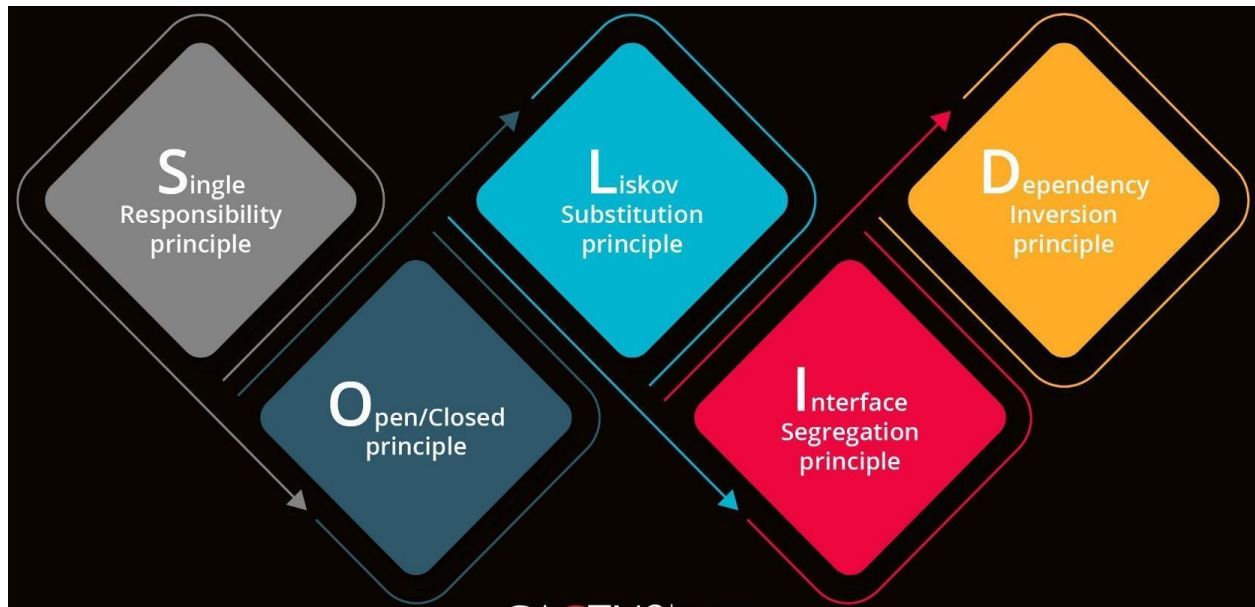 Single
Responsibility
principle
Open/Closed
principle
Liskov
Substitution
principle
Interface
Segregation
principle
Dependency
Inversion
principle